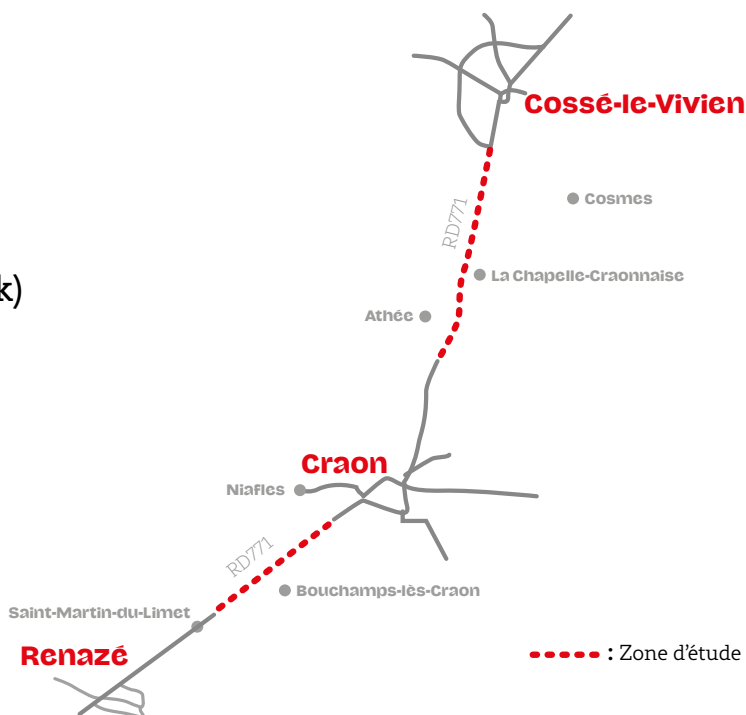 Cossé-le-Vivien
Cosmes
RD771
La Chapelle-Craonnaise
k)
Athée
Craon
Niafles
RD771
Bouchamps-lès-Craon
Saint-Martin-du-Limet
Renazé
: Zone d'étude